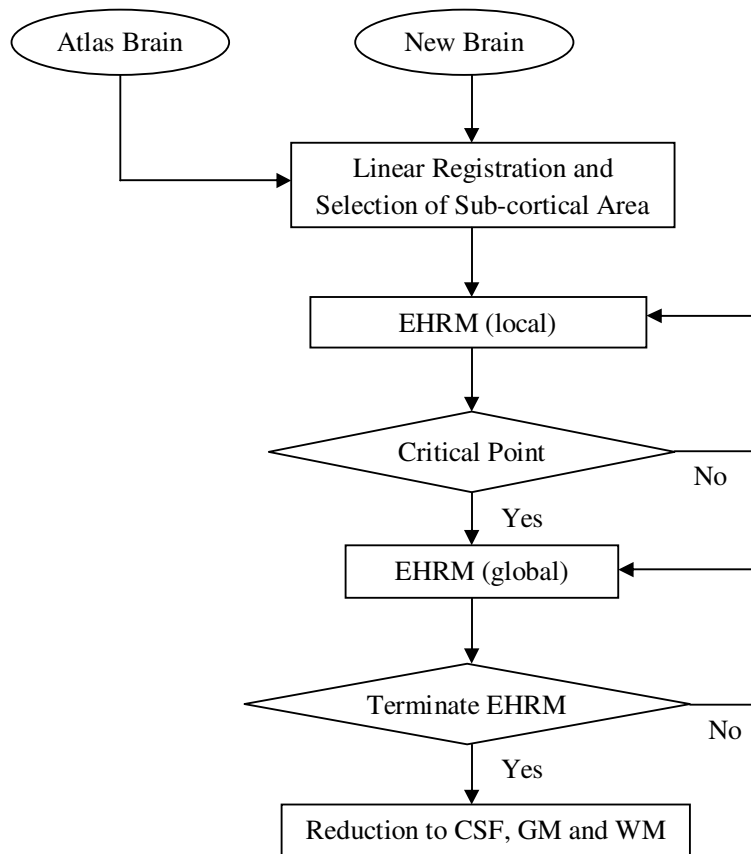 Atlas Brain
New Brain
Linear Registration and
Selection of Sub-cortical Area
EHRM (local)
Critical Point
No
Yes
EHRM (global)
Terminate EHRM
No
Yes
Reduction to CSF, GM and WM